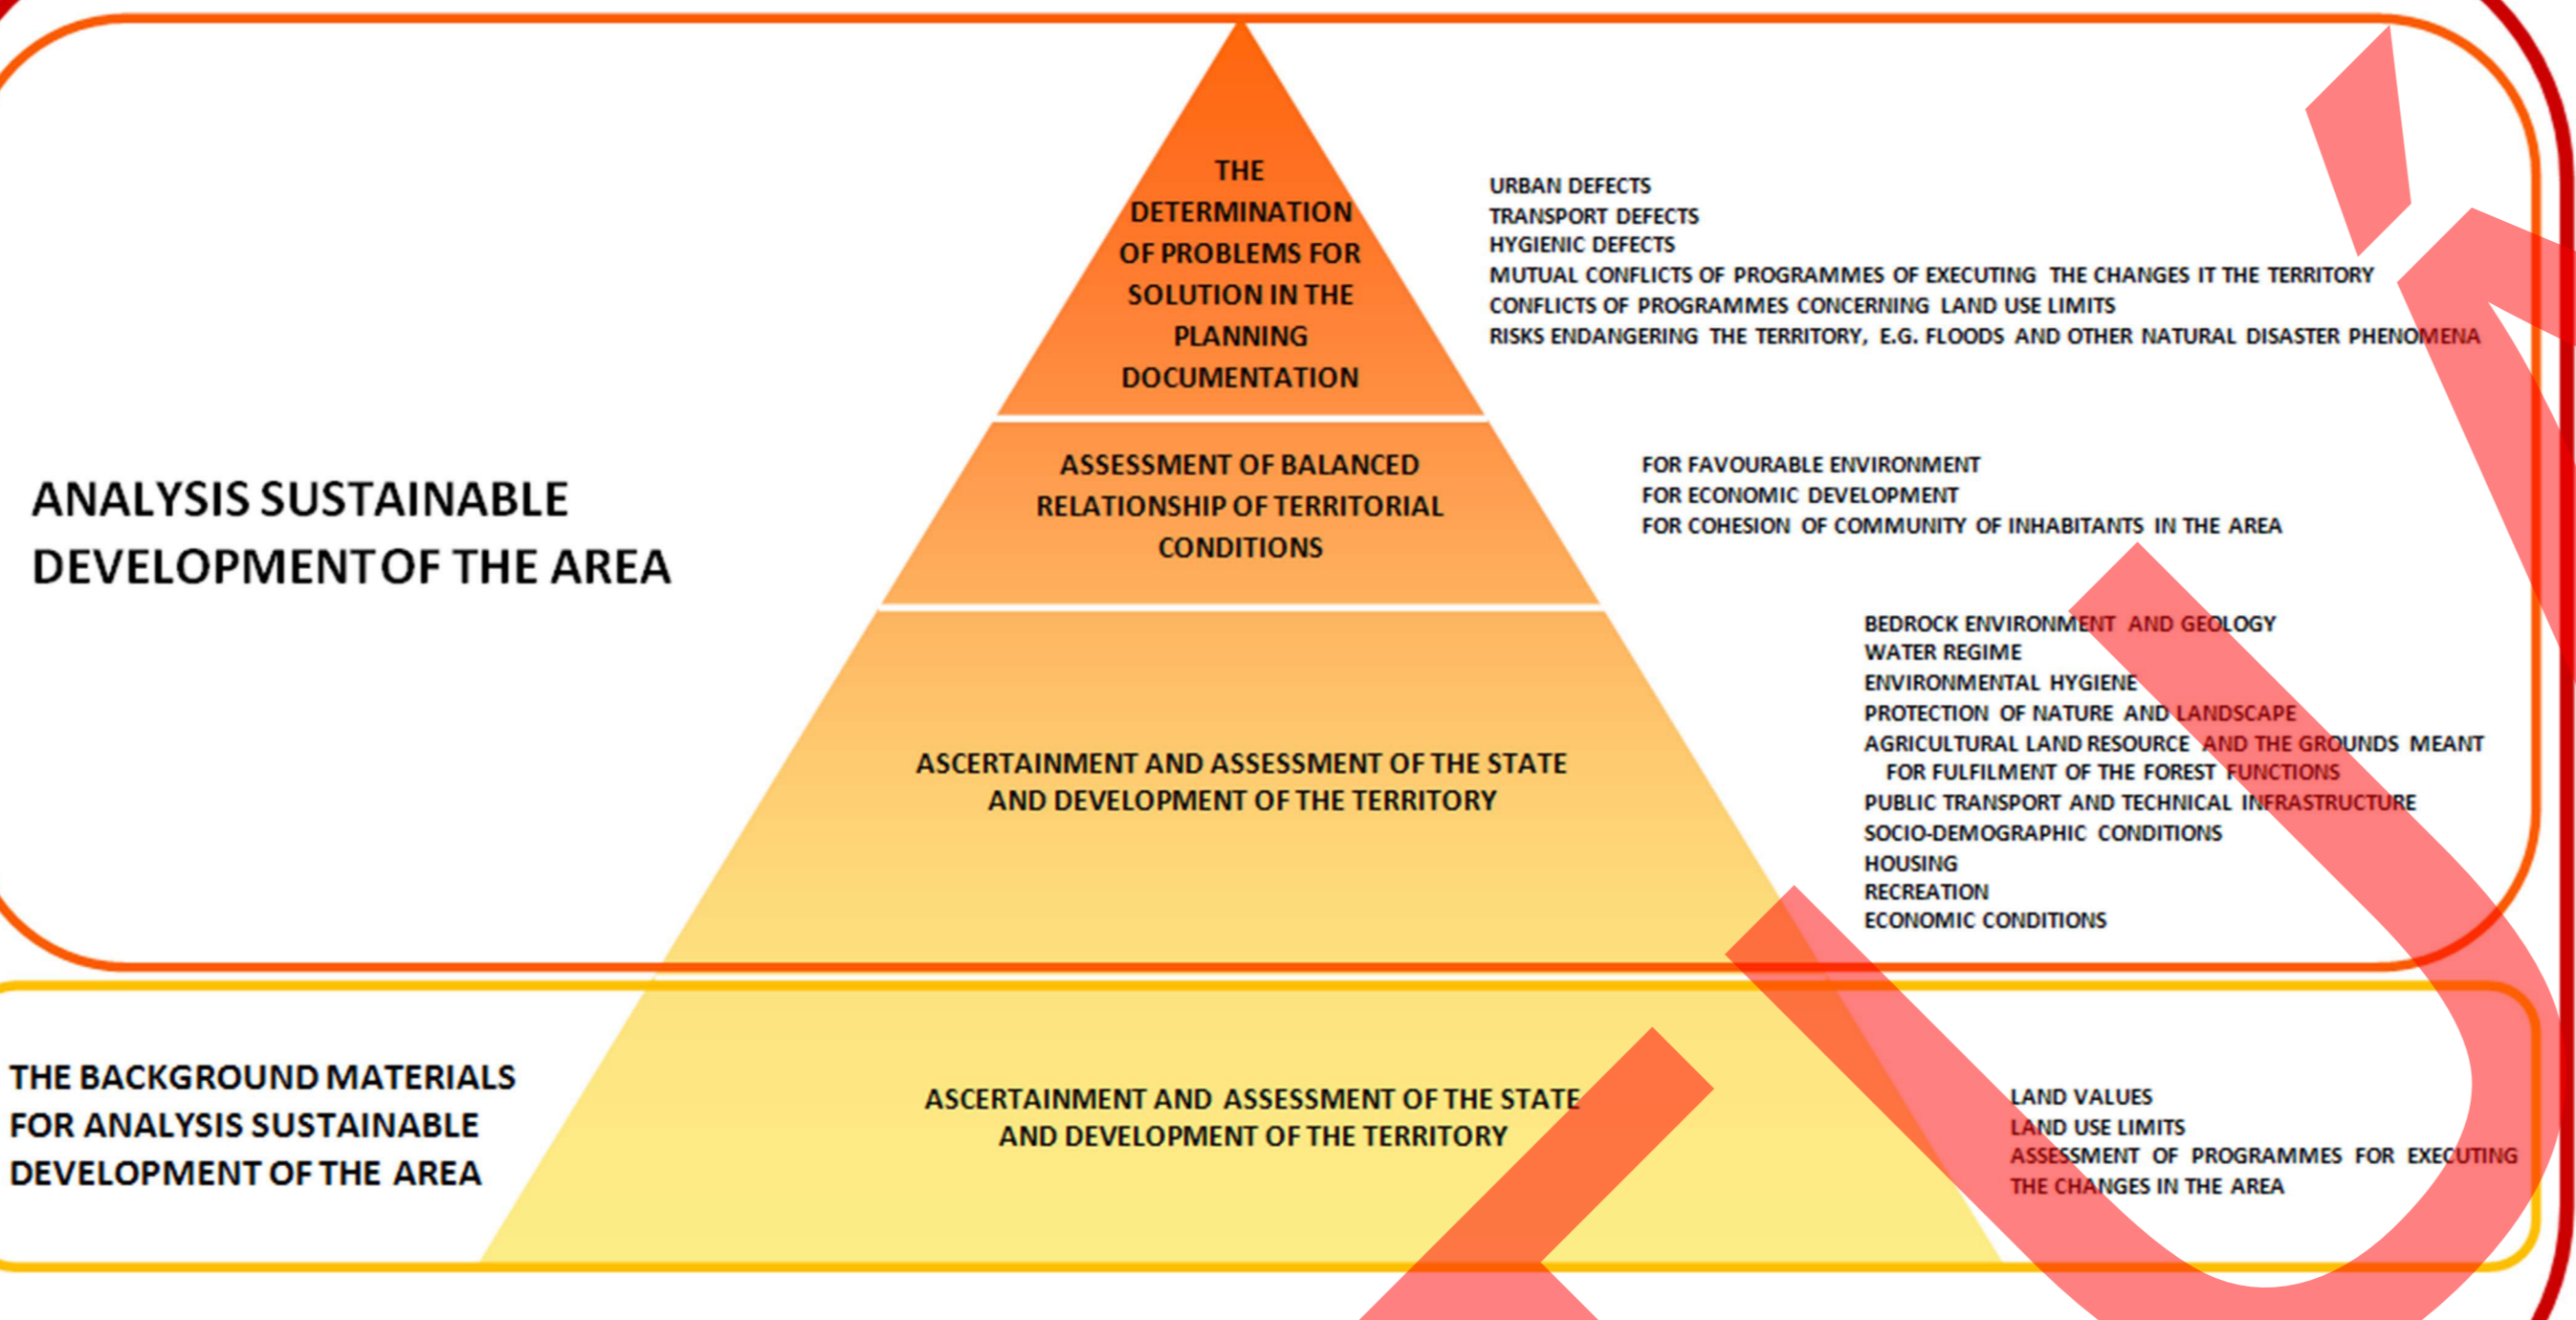 THE
DETERMINATION
OF PROBLEMS FOR
SOLUTION IN THE
PLANNING
DOCUMENTATION
URBAN DEFECTS
TRANSPORT DEFECTS
HYGIENIC DEFECTS
MUTUAL CONFLICTS OF PROGRAMMES OF EXECUTING THE CHANGES IT THE TERRITORY
CONFLICTS OF PROGRAMMES CONCERNING LAND USE LIMITS
RISKS ENDANGERING THE TERRITORY, E.G. FLOODS AND OTHER NATURAL DISASTER PHENOMENA
ANALYSIS SUSTAINABLE
DEVELOPMENT OF THE AREA
ASSESSMENT OF BALANCED
RELATIONSHIP OF TERRITORIAL
CONDITIONS
FOR FAVOURABLE ENVIRONMENT
FOR ECONOMIC DEVELOPMENT
FOR COHESION OF COMMUNITY OF INHABITANTS IN THE AREA
ASCERTAINMENT AND ASSESSMENT OF THE STATE
AND DEVELOPMENT OF THE TERRITORY
BEDROCK ENVIRONMENT AND GEOLOGY
WATER REGIME
ENVIRONMENTAL HYGIENE
PROTECTION OF NATURE AND LANDSCAPE
AGRICULTURAL LAND RESOURCE AND THE GROUNDS MEANT
FOR FULFILMENT OF THE FOREST FUNCTIONS
PUBLIC TRANSPORT AND TECHNICAL INFRASTRUCTURE
SOCIO-DEMOGRAPHIC CONDITIONS
HOUSING
RECREATION
ECONOMIC CONDITIONS
THE BACKGROUND MATERIALS
FOR ANALYSIS SUSTAINABLE
DEVELOPMENT OF THE AREA
ASCERTAINMENT AND ASSESSMENT OF THE STATE
AND DEVELOPMENT OF THE TERRITORY
LAND VALUES
LAND USE LIMITS
ASSESSMENT OF PROGRAMMES FOR EXECUTING
THE CHANGES IN THE AREA